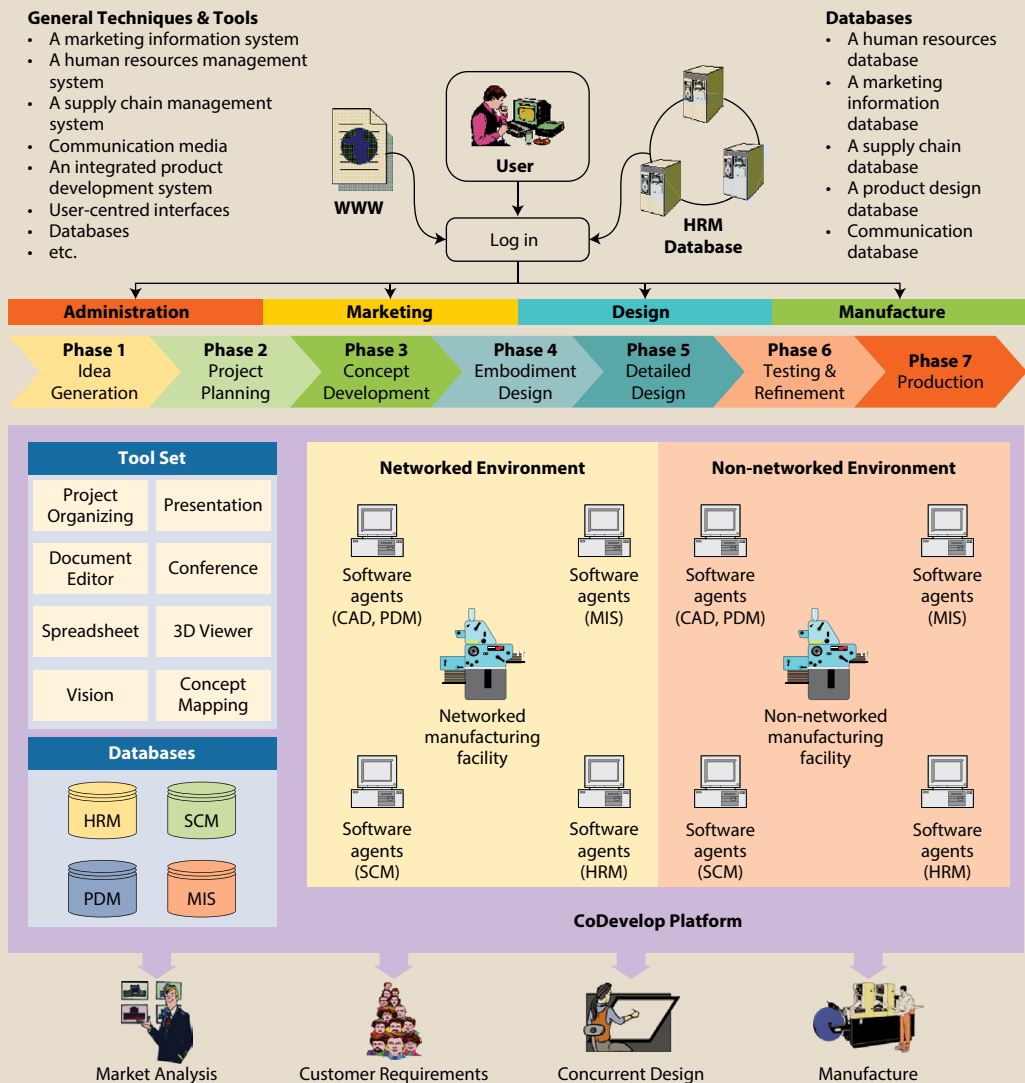 General Techniques & Tools
• A marketing information system
• A human resources management
system
• A supply chain management
system
• Communication media
• An integrated product
development system
• User-centred interfaces
• Databases
• etc.
WWW
User
Log in
HRM
Database
Databases
• A human resources
database
• A marketing
information
database
• A supply chain
database
• A product design
database
• Communication
database
Administration
Marketing
Design
Manufacture
Phase 1
Idea
Generation
Phase 2
Project
Planning
Phase 3
Concept
Development
Phase 4
Embodiment
Design
Phase 5
Detailed
Design
Phase 6
Testing &
Refinement
Phase 7
Production
Tool Set
Project
Organizing
Presentation
Document
Editor
Conference
Spreadsheet
3D Viewer
Vision
Concept
Mapping
Databases
HRM
SCM
PDM
MIS
Networked Environment
Software
agents
(CAD, PDM)
Software
agents
(MIS)
Networked
manufacturing
facility
Software
agents
(SCM)
Software
agents
(HRM)
Non-networked Environment
Software
agents
(CAD, PDM)
Software
agents
(MIS)
Non-networked
manufacturing
facility
Software
agents
(SCM)
Software
agents
(HRM)
CoDevelop Platform
Market Analysis
Customer Requirements
Concurrent Design
Manufacture